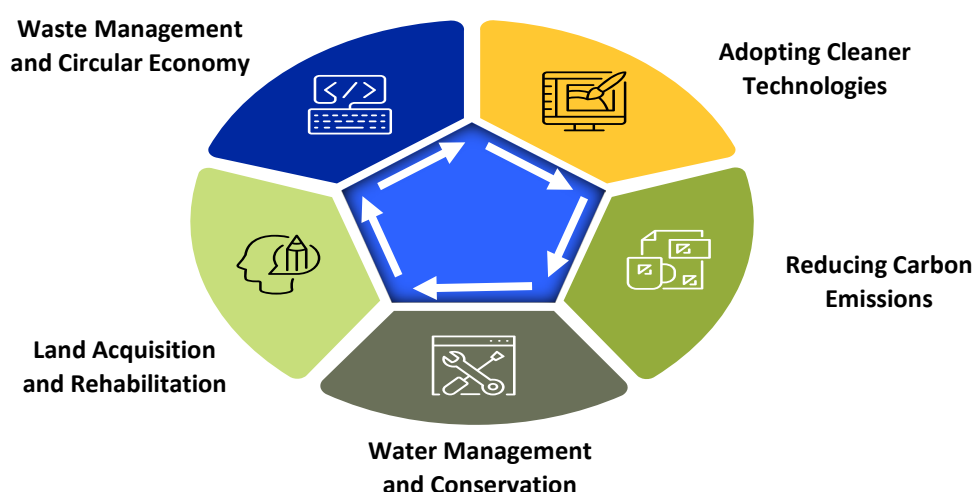 Waste Management
and Circular Economy
Adopting Cleaner
Technologies
</>
Reducing Carbon
Emissions
Land Acquisition
and Rehabilitation
Water Management
and Conservation